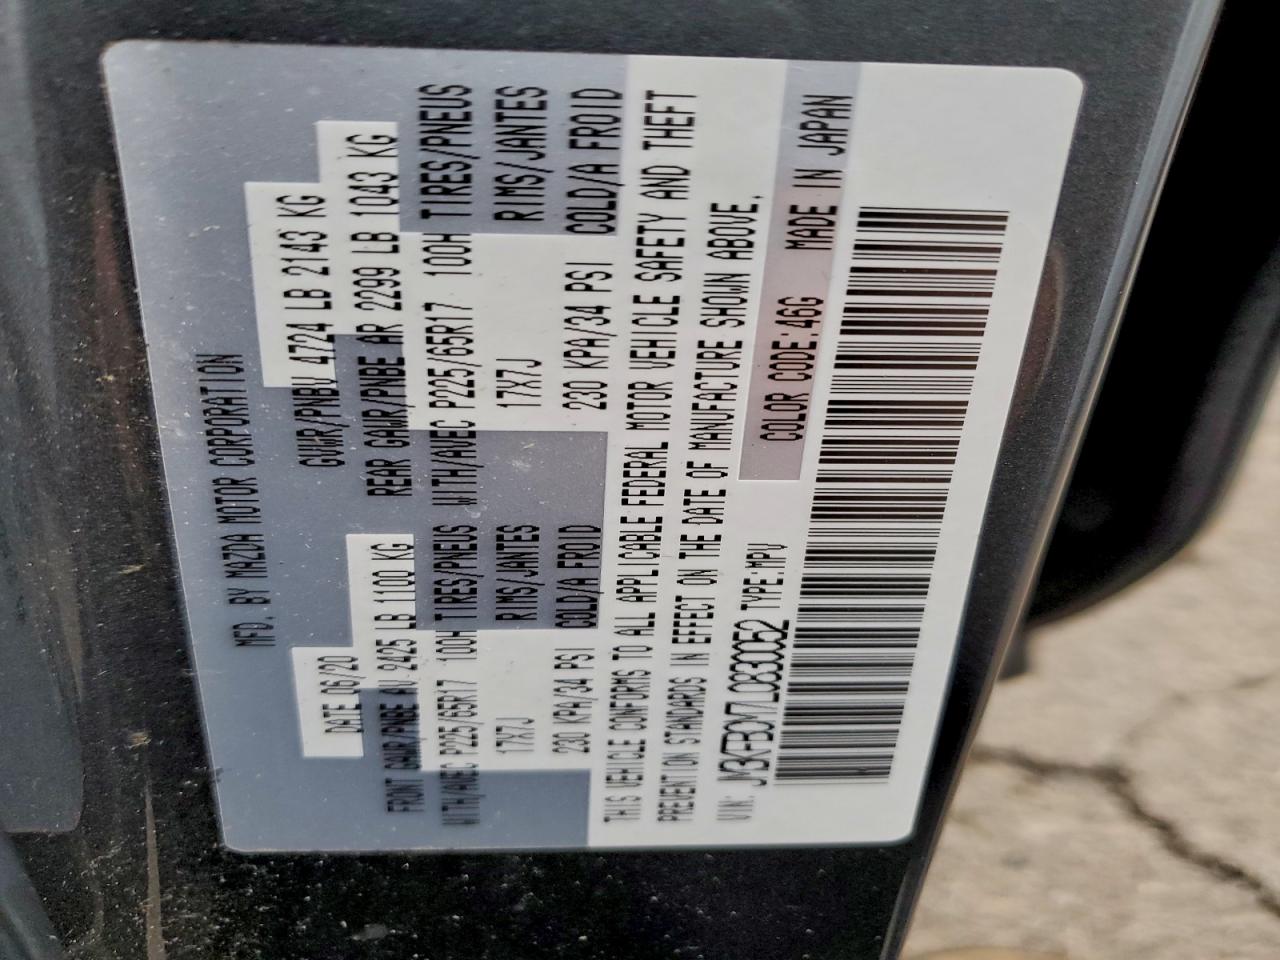 MFD. BY MAZDA MOTOR CORPORATION
DATE 06/20 GVWR/PNBV 4724 LB 2143 KG
FRONT GAWR/PNBE AV 2425 LB 1100 KG REAR GAWR/PNBE AR 2299 LB 1043 KG
WITH/AVEC P225/65R17 100H TIRES/PNEUS WITH/AVEC P225/65R17 100H TIRES/PNEUS
17X7J RIMS/JANTES 17X7J RIMS/JANTES
230 KPA/34 PSI COLD/A FROID 230 KPA/34 PSI COLD/A FROID
THIS VEHICLE CONFORMS TO ALL APPLICABLE FEDERAL MOTOR VEHICLE SAFETY AND THEFT
PREVENTION STANDARDS IN EFFECT ON THE DATE OF MANUFACTURE SHOWN ABOVE.
VIN: JM3KFBCM7L0830052 TYPE:MPV COLOR CODE:46G MADE IN JAPAN